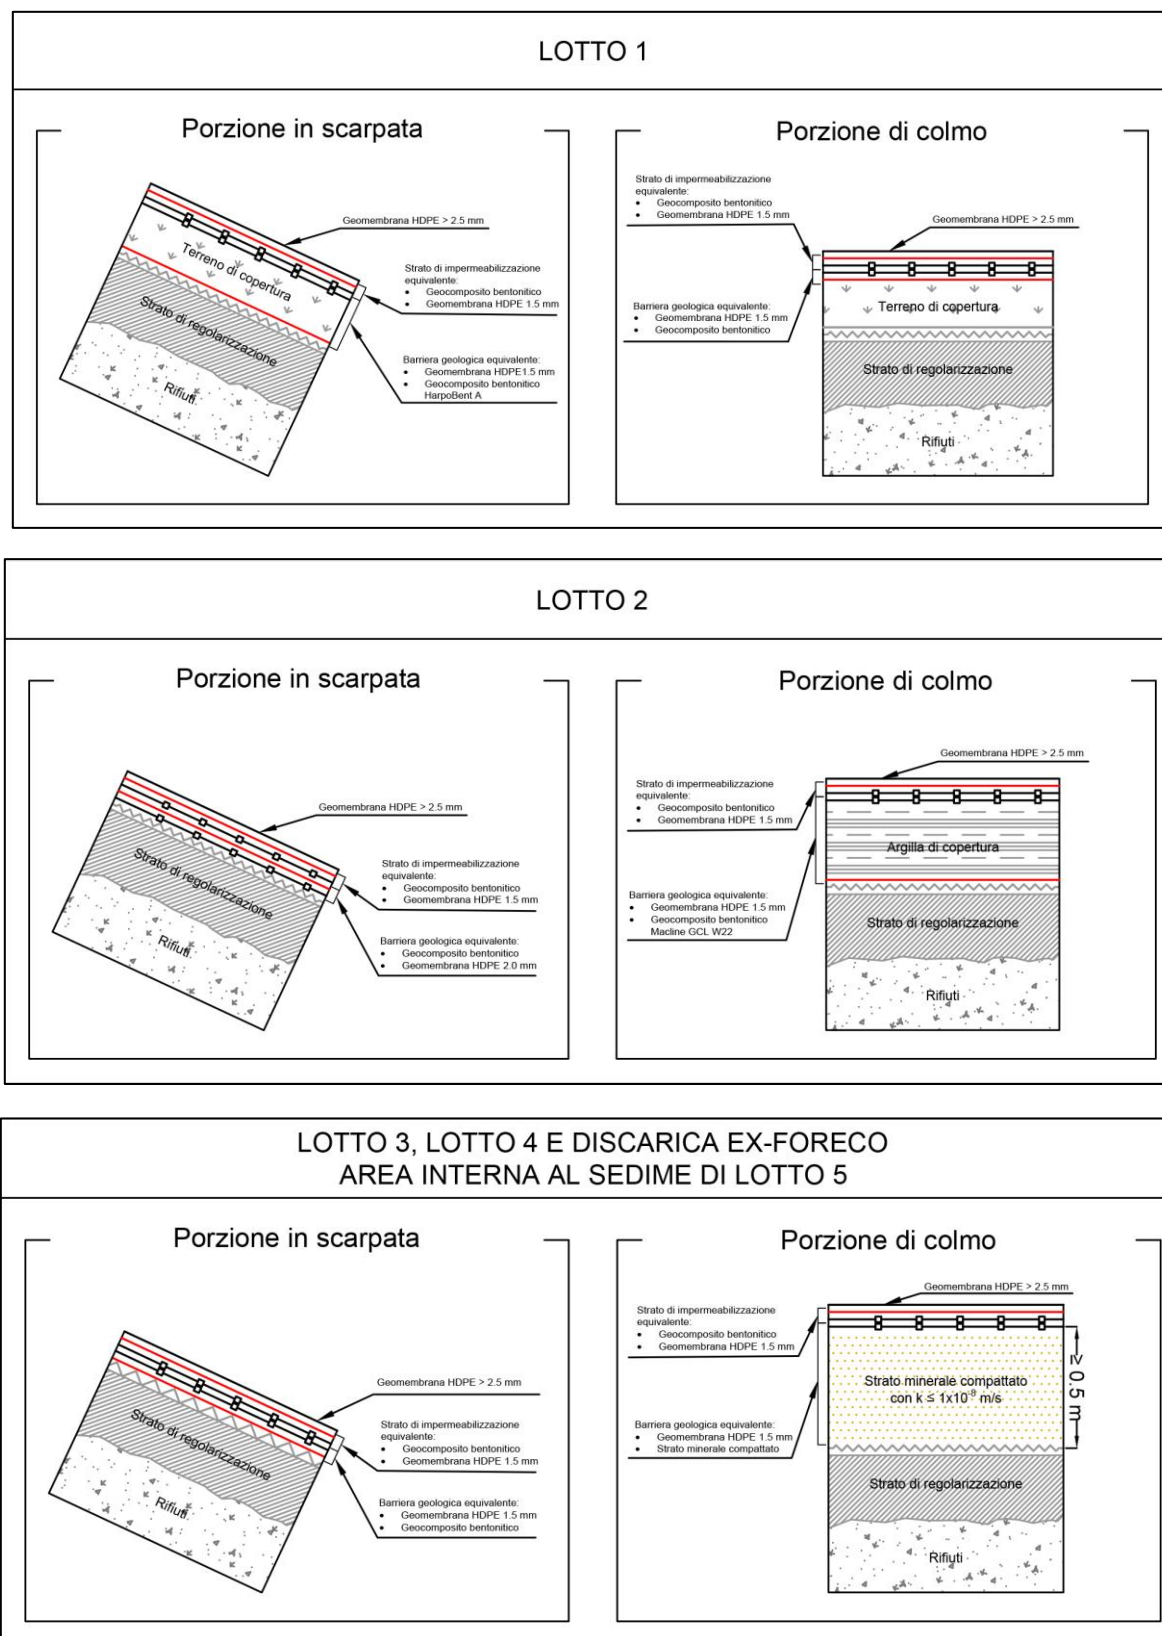 LOTTO 1
Porzione in scarpata
Geomembrana HDPE > 2.5 mm
Strato di impermeabilizzazione
equivalente:
• Geocomposito bentonitico
• Geomembrana HDPE 1.5 mm
Barriera geologica equivalente:
• Geomembrana HDPE1.5 mm
• Geocomposito bentonitico
HarpoBent A
Terreno di copertura
Strato di regolarizzazione
Rifiuti
Porzione di colmo
Strato di impermeabilizzazione
equivalente:
• Geocomposito bentonitico
• Geomembrana HDPE 1.5 mm
Geomembrana HDPE > 2.5 mm
Barriera geologica equivalente:
• Geomembrana HDPE 1.5 mm
• Geocomposito bentonitico
Terreno di copertura
Strato di regolarizzazione
Rifiuti
LOTTO 2
Porzione in scarpata
Geomembrana HDPE > 2.5 mm
Strato di impermeabilizzazione
equivalente:
• Geocomposito bentonitico
• Geomembrana HDPE 1.5 mm
Barriera geologica equivalente:
• Geocomposito bentonitico
• Geomembrana HDPE 2.0 mm
Strato di regolarizzazione
Rifiuti
Porzione di colmo
Geomembrana HDPE > 2.5 mm
Strato di impermeabilizzazione
equivalente:
• Geocomposito bentonitico
• Geomembrana HDPE 1.5 mm
Argilla di copertura
Barriera geologica equivalente:
• Geomembrana HDPE 1.5 mm
• Geocomposito bentonitico
Macline GCL W22
Strato di regolarizzazione
Rifiuti
LOTTO 3, LOTTO 4 E DISCARICA EX-FORECO
AREA INTERNA AL SEDIME DI LOTTO 5
Porzione in scarpata
Geomembrana HDPE > 2.5 mm
Strato di impermeabilizzazione
equivalente:
• Geocomposito bentonitico
• Geomembrana HDPE 1.5 mm
Barriera geologica equivalente:
• Geomembrana HDPE 1.5 mm
• Geocomposito bentonitico
Strato di regolarizzazione
Rifiuti
Porzione di colmo
Geomembrana HDPE > 2.5 mm
Strato di impermeabilizzazione
equivalente:
• Geocomposito bentonitico
• Geomembrana HDPE 1.5 mm
Strato minerale compattato
con k ≤ 1x10⁻⁸ m/s
≥ 0.5 m
Barriera geologica equivalente:
• Geomembrana HDPE 1.5 mm
• Strato minerale compattato
Strato di regolarizzazione
Rifiuti